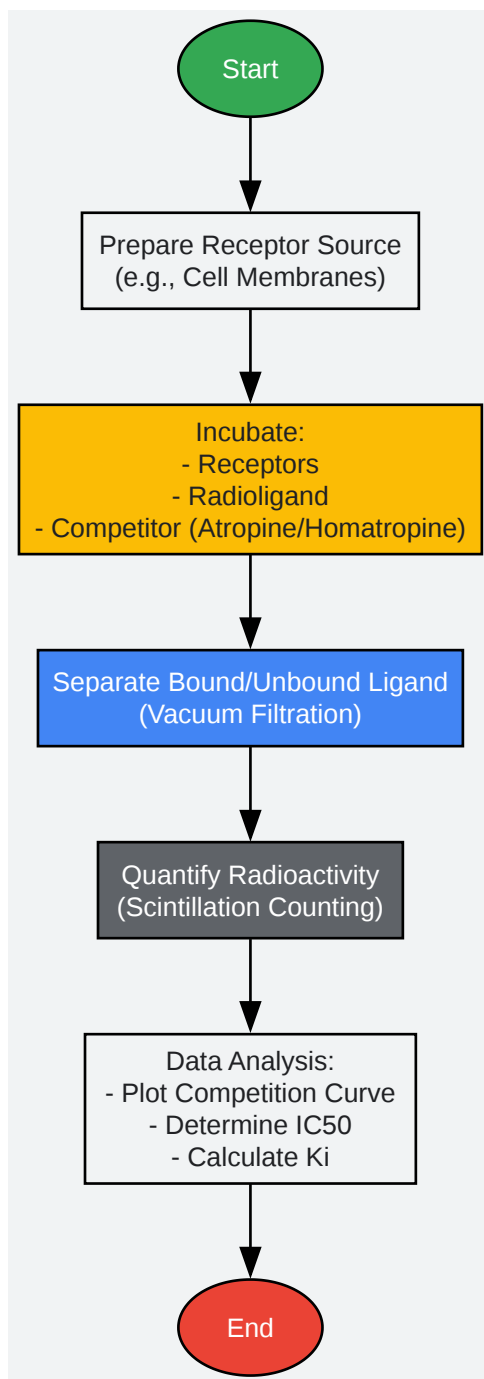 Start
Prepare Receptor Source
(e.g., Cell Membranes)
Incubate:
- Receptors
- Radioligand
- Competitor (Atropine/Homatropine)
Separate Bound/Unbound Ligand
(Vacuum Filtration)
Quantify Radioactivity
(Scintillation Counting)
Data Analysis:
- Plot Competition Curve
- Determine IC50
- Calculate Ki
End